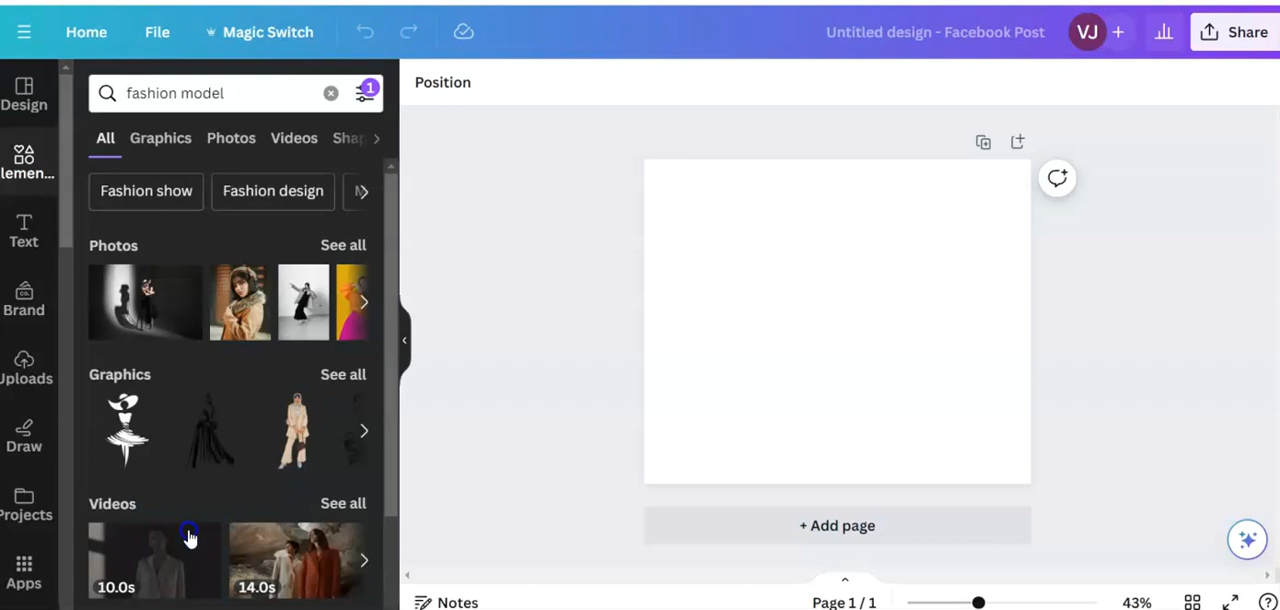 Home File Magic Switch Untitled design - Facebook Post VJ + Share
Design
lemen...
Text
Brand
Uploads
Draw
Projects
Apps
fashion model
1
All Graphics Photos Videos Shap
Fashion show Fashion design
Photos See all
Graphics See all
Videos See all
10.0s 14.0s
Position
+ Add page
Notes Page 1 / 1 43%